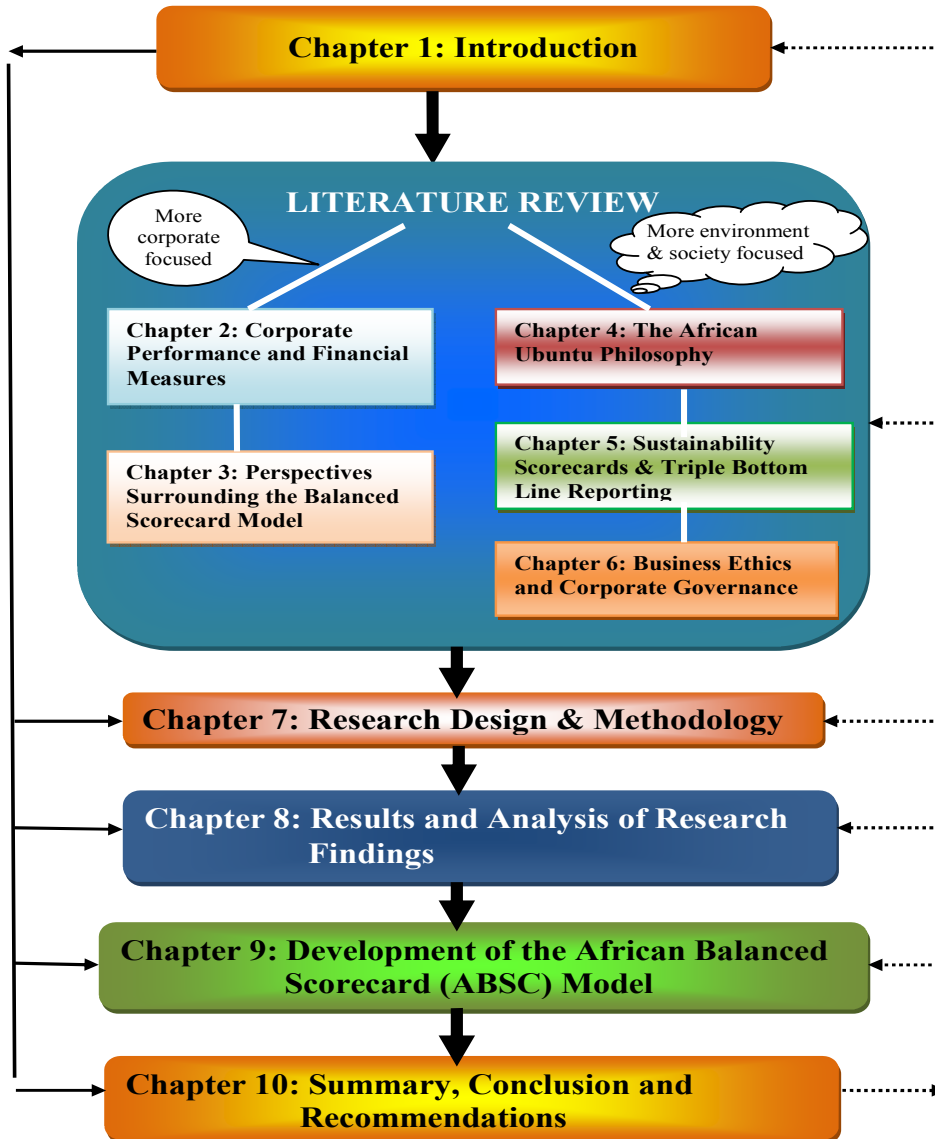 Chapter 1: Introduction
LITERATURE REVIEW
More
corporate
focused
More environment
& society focused
Chapter 2: Corporate
Performance and Financial
Measures
Chapter 3: Perspectives
Surrounding the Balanced
Scorecard Model
Chapter 4: The African
Ubuntu Philosophy
Chapter 5: Sustainability
Scorecards & Triple Bottom
Line Reporting
Chapter 6: Business Ethics
and Corporate Governance
Chapter 7: Research Design & Methodology
Chapter 8: Results and Analysis of Research
Findings
Chapter 9: Development of the African Balanced
Scorecard (ABSC) Model
Chapter 10: Summary, Conclusion and
Recommendations